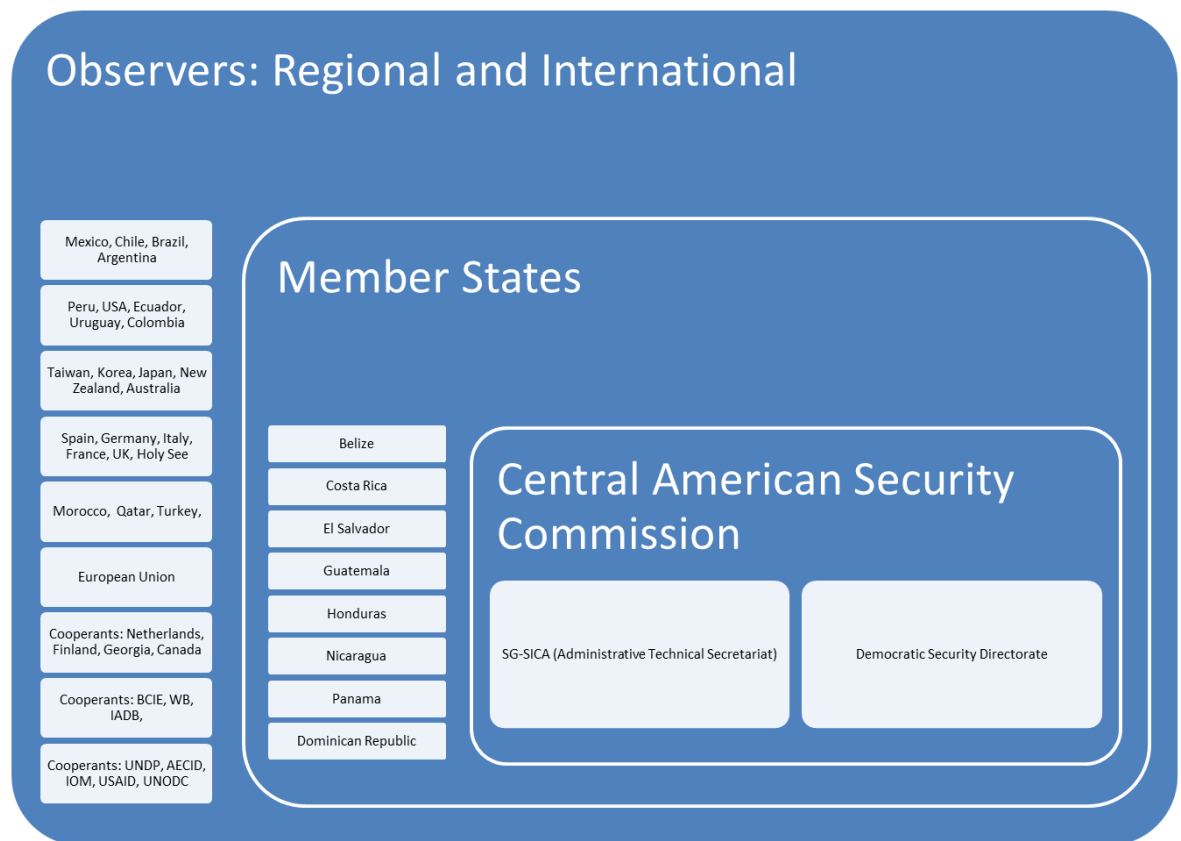 Observers: Regional and International
Mexico, Chile, Brazil,
Argentina
Peru, USA, Ecuador,
Uruguay, Colombia
Taiwan, Korea, Japan, New
Zealand, Australia
Spain, Germany, Italy,
France, UK, Holy See
Morocco, Qatar, Turkey,
European Union
Cooperants: Netherlands,
Finland, Georgia, Canada
Cooperants: BCIE, WB,
IADB,
Cooperants: UNDP, AECID,
IOM, USAID, UNODC
Member States
Belize
Costa Rica
El Salvador
Guatemala
Honduras
Nicaragua
Panama
Dominican Republic
Central American Security
Commission
SG-SICA (Administrative Technical Secretariat)
Democratic Security Directorate